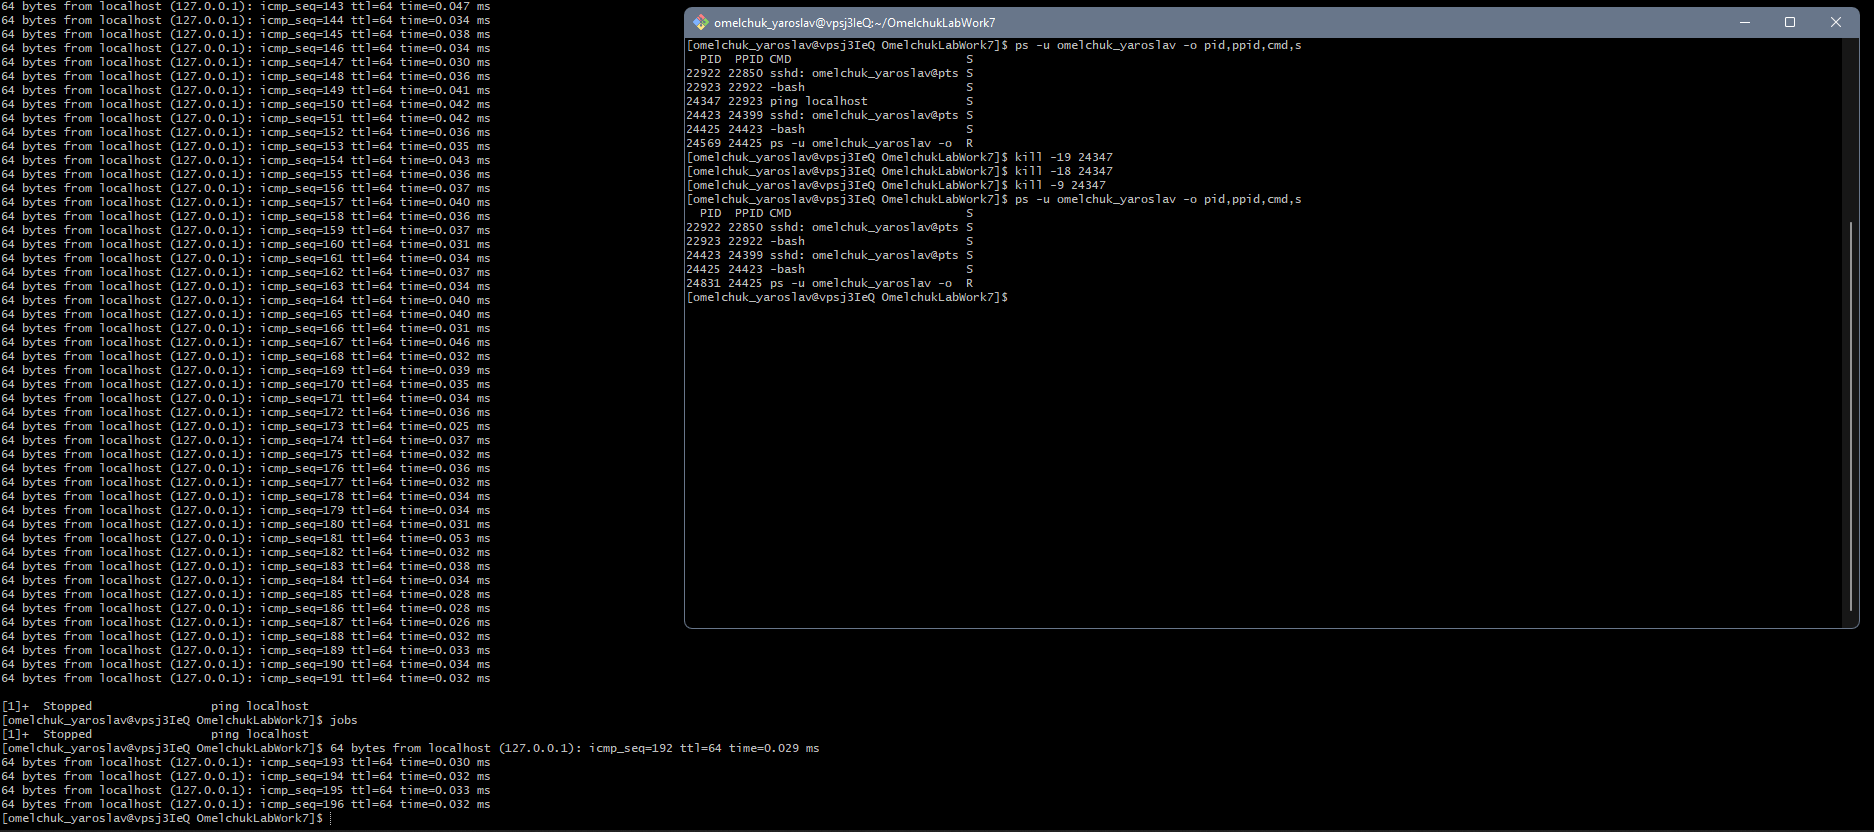 64 bytes from localhost (127.0.0.1): icmp_seq=143 ttl=64 time=0.047 ms
64 bytes from localhost (127.0.0.1): icmp_seq=144 ttl=64 time=0.034 ms
64 bytes from localhost (127.0.0.1): icmp_seq=145 ttl=64 time=0.038 ms
64 bytes from localhost (127.0.0.1): icmp_seq=146 ttl=64 time=0.034 ms
64 bytes from localhost (127.0.0.1): icmp_seq=147 ttl=64 time=0.030 ms
64 bytes from localhost (127.0.0.1): icmp_seq=148 ttl=64 time=0.036 ms
64 bytes from localhost (127.0.0.1): icmp_seq=149 ttl=64 time=0.041 ms
64 bytes from localhost (127.0.0.1): icmp_seq=150 ttl=64 time=0.042 ms
64 bytes from localhost (127.0.0.1): icmp_seq=151 ttl=64 time=0.042 ms
64 bytes from localhost (127.0.0.1): icmp_seq=152 ttl=64 time=0.036 ms
64 bytes from localhost (127.0.0.1): icmp_seq=153 ttl=64 time=0.035 ms
64 bytes from localhost (127.0.0.1): icmp_seq=154 ttl=64 time=0.043 ms
64 bytes from localhost (127.0.0.1): icmp_seq=155 ttl=64 time=0.036 ms
64 bytes from localhost (127.0.0.1): icmp_seq=156 ttl=64 time=0.037 ms
64 bytes from localhost (127.0.0.1): icmp_seq=157 ttl=64 time=0.040 ms
64 bytes from localhost (127.0.0.1): icmp_seq=158 ttl=64 time=0.036 ms
64 bytes from localhost (127.0.0.1): icmp_seq=159 ttl=64 time=0.037 ms
64 bytes from localhost (127.0.0.1): icmp_seq=160 ttl=64 time=0.031 ms
64 bytes from localhost (127.0.0.1): icmp_seq=161 ttl=64 time=0.034 ms
64 bytes from localhost (127.0.0.1): icmp_seq=162 ttl=64 time=0.037 ms
64 bytes from localhost (127.0.0.1): icmp_seq=163 ttl=64 time=0.034 ms
64 bytes from localhost (127.0.0.1): icmp_seq=164 ttl=64 time=0.040 ms
64 bytes from localhost (127.0.0.1): icmp_seq=165 ttl=64 time=0.040 ms
64 bytes from localhost (127.0.0.1): icmp_seq=166 ttl=64 time=0.031 ms
64 bytes from localhost (127.0.0.1): icmp_seq=167 ttl=64 time=0.046 ms
64 bytes from localhost (127.0.0.1): icmp_seq=168 ttl=64 time=0.032 ms
64 bytes from localhost (127.0.0.1): icmp_seq=169 ttl=64 time=0.039 ms
64 bytes from localhost (127.0.0.1): icmp_seq=170 ttl=64 time=0.035 ms
64 bytes from localhost (127.0.0.1): icmp_seq=171 ttl=64 time=0.034 ms
64 bytes from localhost (127.0.0.1): icmp_seq=172 ttl=64 time=0.036 ms
64 bytes from localhost (127.0.0.1): icmp_seq=173 ttl=64 time=0.025 ms
64 bytes from localhost (127.0.0.1): icmp_seq=174 ttl=64 time=0.037 ms
64 bytes from localhost (127.0.0.1): icmp_seq=175 ttl=64 time=0.032 ms
64 bytes from localhost (127.0.0.1): icmp_seq=176 ttl=64 time=0.036 ms
64 bytes from localhost (127.0.0.1): icmp_seq=177 ttl=64 time=0.032 ms
64 bytes from localhost (127.0.0.1): icmp_seq=178 ttl=64 time=0.034 ms
64 bytes from localhost (127.0.0.1): icmp_seq=179 ttl=64 time=0.034 ms
64 bytes from localhost (127.0.0.1): icmp_seq=180 ttl=64 time=0.031 ms
64 bytes from localhost (127.0.0.1): icmp_seq=181 ttl=64 time=0.053 ms
64 bytes from localhost (127.0.0.1): icmp_seq=182 ttl=64 time=0.032 ms
64 bytes from localhost (127.0.0.1): icmp_seq=183 ttl=64 time=0.038 ms
64 bytes from localhost (127.0.0.1): icmp_seq=184 ttl=64 time=0.034 ms
64 bytes from localhost (127.0.0.1): icmp_seq=185 ttl=64 time=0.028 ms
64 bytes from localhost (127.0.0.1): icmp_seq=186 ttl=64 time=0.028 ms
64 bytes from localhost (127.0.0.1): icmp_seq=187 ttl=64 time=0.026 ms
64 bytes from localhost (127.0.0.1): icmp_seq=188 ttl=64 time=0.032 ms
64 bytes from localhost (127.0.0.1): icmp_seq=189 ttl=64 time=0.033 ms
64 bytes from localhost (127.0.0.1): icmp_seq=190 ttl=64 time=0.034 ms
64 bytes from localhost (127.0.0.1): icmp_seq=191 ttl=64 time=0.032 ms
[1]+  Stopped                 ping localhost
[omelchuk_yaroslav@vpsj3IeQ OmelchukLabWork7]$ jobs
[1]+  Stopped                 ping localhost
[omelchuk_yaroslav@vpsj3IeQ OmelchukLabWork7]$ 64 bytes from localhost (127.0.0.1): icmp_seq=192 ttl=64 time=0.029 ms
64 bytes from localhost (127.0.0.1): icmp_seq=193 ttl=64 time=0.030 ms
64 bytes from localhost (127.0.0.1): icmp_seq=194 ttl=64 time=0.032 ms
64 bytes from localhost (127.0.0.1): icmp_seq=195 ttl=64 time=0.033 ms
64 bytes from localhost (127.0.0.1): icmp_seq=196 ttl=64 time=0.032 ms
[omelchuk_yaroslav@vpsj3IeQ OmelchukLabWork7]$
omelchuk_yaroslav@vpsj3IeQ:~/OmelchukLabWork7
[omelchuk_yaroslav@vpsj3IeQ OmelchukLabWork7]$ ps -u omelchuk_yaroslav -o pid,ppid,cmd,s
  PID  PPID CMD                         S
22922 22850 sshd: omelchuk_yaroslav@pts S
22923 22922 -bash                       S
24347 22923 ping localhost              S
24423 24399 sshd: omelchuk_yaroslav@pts S
24425 24423 -bash                       S
24569 24425 ps -u omelchuk_yaroslav -o  R
[omelchuk_yaroslav@vpsj3IeQ OmelchukLabWork7]$ kill -19 24347
[omelchuk_yaroslav@vpsj3IeQ OmelchukLabWork7]$ kill -18 24347
[omelchuk_yaroslav@vpsj3IeQ OmelchukLabWork7]$ kill -9 24347
[omelchuk_yaroslav@vpsj3IeQ OmelchukLabWork7]$ ps -u omelchuk_yaroslav -o pid,ppid,cmd,s
  PID  PPID CMD                         S
22922 22850 sshd: omelchuk_yaroslav@pts S
22923 22922 -bash                       S
24423 24399 sshd: omelchuk_yaroslav@pts S
24425 24423 -bash                       S
24831 24425 ps -u omelchuk_yaroslav -o  R
[omelchuk_yaroslav@vpsj3IeQ OmelchukLabWork7]$